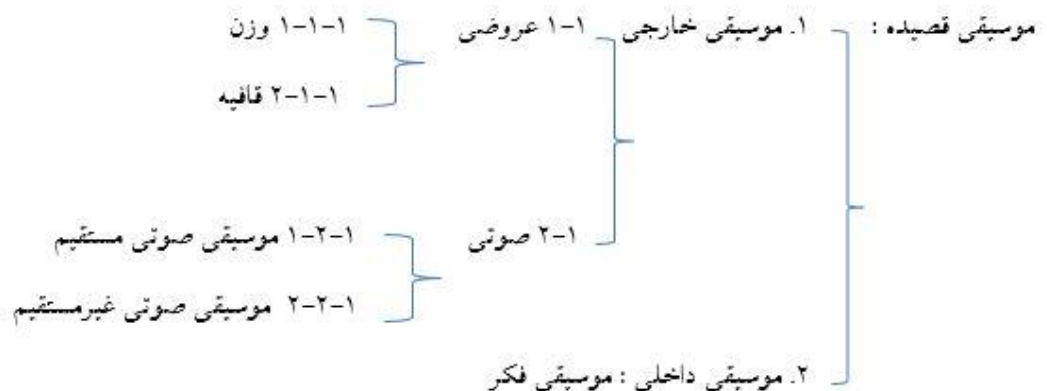 موسیقی قصیده : ۱. موسیقی خارجی ۱-۱ عروضی ۱-۱-۱ وزن
۲-۱-۱ قافیه
۲-۱ صوتی ۱-۲-۱ موسیقی صوتی مستقیم
۲-۲-۱ موسیقی صوتی غیرمستقیم
۲. موسیقی داخلی : موسیقی فکر